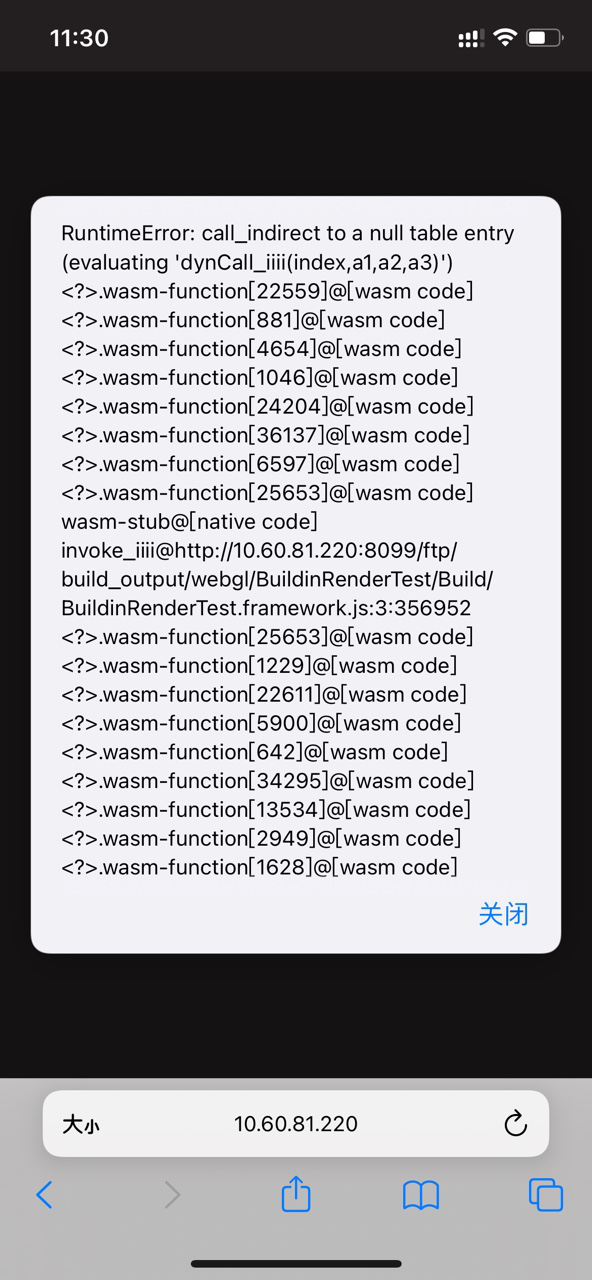 11:30
RuntimeError: call_indirect to a null table entry
(evaluating 'dynCall_iiii(index,a1,a2,a3)')
<?>.wasm-function[22559]@[wasm code]
<?>.wasm-function[881]@[wasm code]
<?>.wasm-function[4654]@[wasm code]
<?>.wasm-function[1046]@[wasm code]
<?>.wasm-function[24204]@[wasm code]
<?>.wasm-function[36137]@[wasm code]
<?>.wasm-function[6597]@[wasm code]
<?>.wasm-function[25653]@[wasm code]
wasm-stub@[native code]
invoke_iiii@http://10.60.81.220:8099/ftp/
build_output/webgl/BuildinRenderTest/Build/
BuildinRenderTest.framework.js:3:356952
<?>.wasm-function[25653]@[wasm code]
<?>.wasm-function[1229]@[wasm code]
<?>.wasm-function[22611]@[wasm code]
<?>.wasm-function[5900]@[wasm code]
<?>.wasm-function[642]@[wasm code]
<?>.wasm-function[34295]@[wasm code]
<?>.wasm-function[13534]@[wasm code]
<?>.wasm-function[2949]@[wasm code]
<?>.wasm-function[1628]@[wasm code]
关闭
大小 10.60.81.220